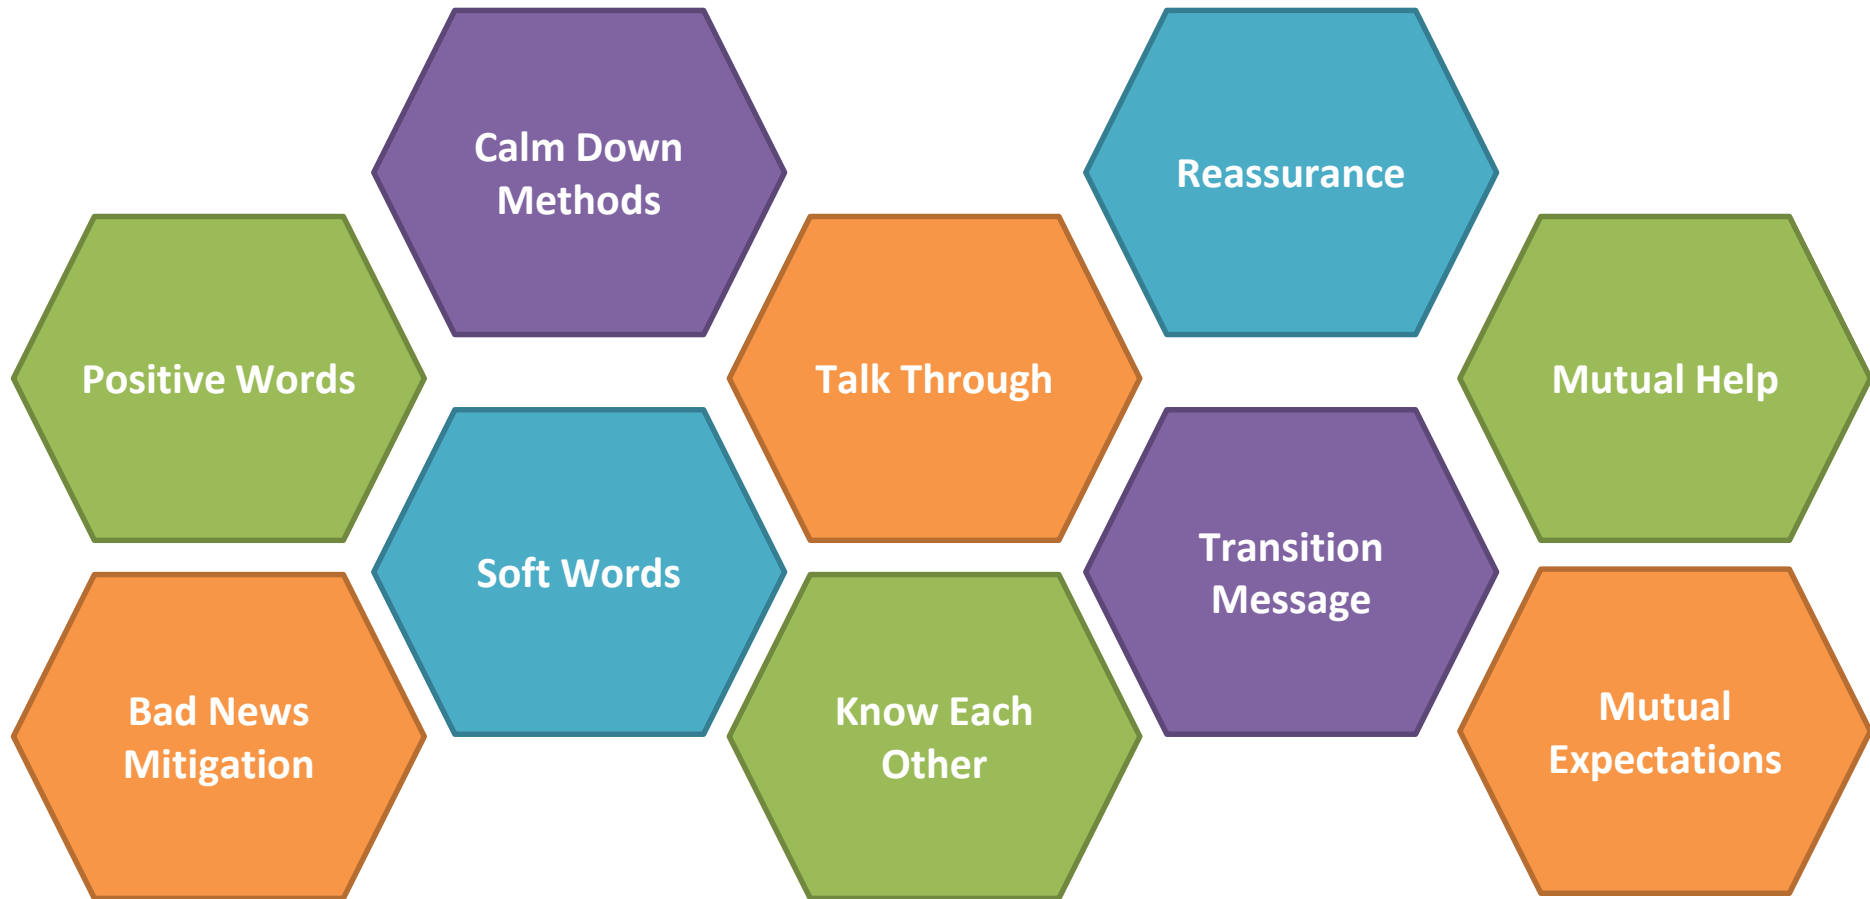 Calm Down
Methods
Reassurance
Positive Words
Talk Through
Mutual Help
Soft Words
Transition
Message
Bad News
Mitigation
Know Each
Other
Mutual
Expectations